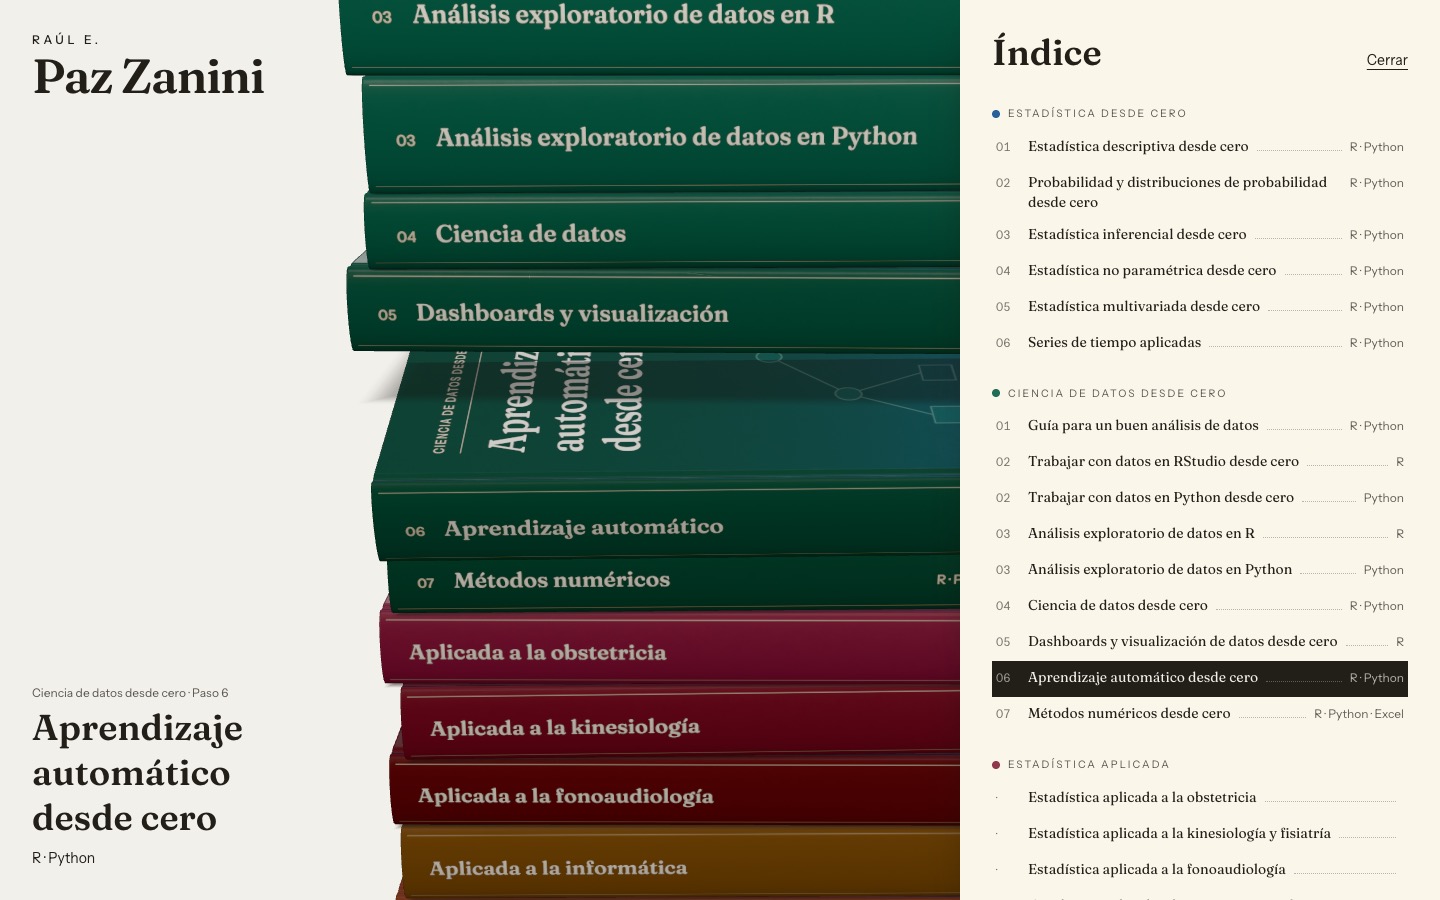 RAÚL E.
Paz Zanini
03 Análisis exploratorio de datos en R
03 Análisis exploratorio de datos en Python
04 Ciencia de datos
05 Dashboards y visualización
CIENCIA DE DATOS DESDE
Aprendiz
automáti
desde cer
06 Aprendizaje automático
07 Métodos numéricos R·P
Aplicada a la obstetricia
Aplicada a la kinesiología
Aplicada a la fonoaudiología
Aplicada a la informática
Ciencia de datos desde cero · Paso 6
Aprendizaje
automático
desde cero
R·Python
Índice
Cerrar
ESTADÍSTICA DESDE CERO
01 Estadística descriptiva desde cero R·Python
02 Probabilidad y distribuciones de probabilidad R·Python
desde cero
03 Estadística inferencial desde cero R·Python
04 Estadística no paramétrica desde cero R·Python
05 Estadística multivariada desde cero R·Python
06 Series de tiempo aplicadas R·Python
CIENCIA DE DATOS DESDE CERO
01 Guía para un buen análisis de datos R·Python
02 Trabajar con datos en RStudio desde cero R
02 Trabajar con datos en Python desde cero Python
03 Análisis exploratorio de datos en R R
03 Análisis exploratorio de datos en Python Python
04 Ciencia de datos desde cero R·Python
05 Dashboards y visualización de datos desde cero R
06 Aprendizaje automático desde cero R·Python
07 Métodos numéricos desde cero R·Python·Excel
ESTADÍSTICA APLICADA
· Estadística aplicada a la obstetricia
· Estadística aplicada a la kinesiología y fisiatría
· Estadística aplicada a la fonoaudiología